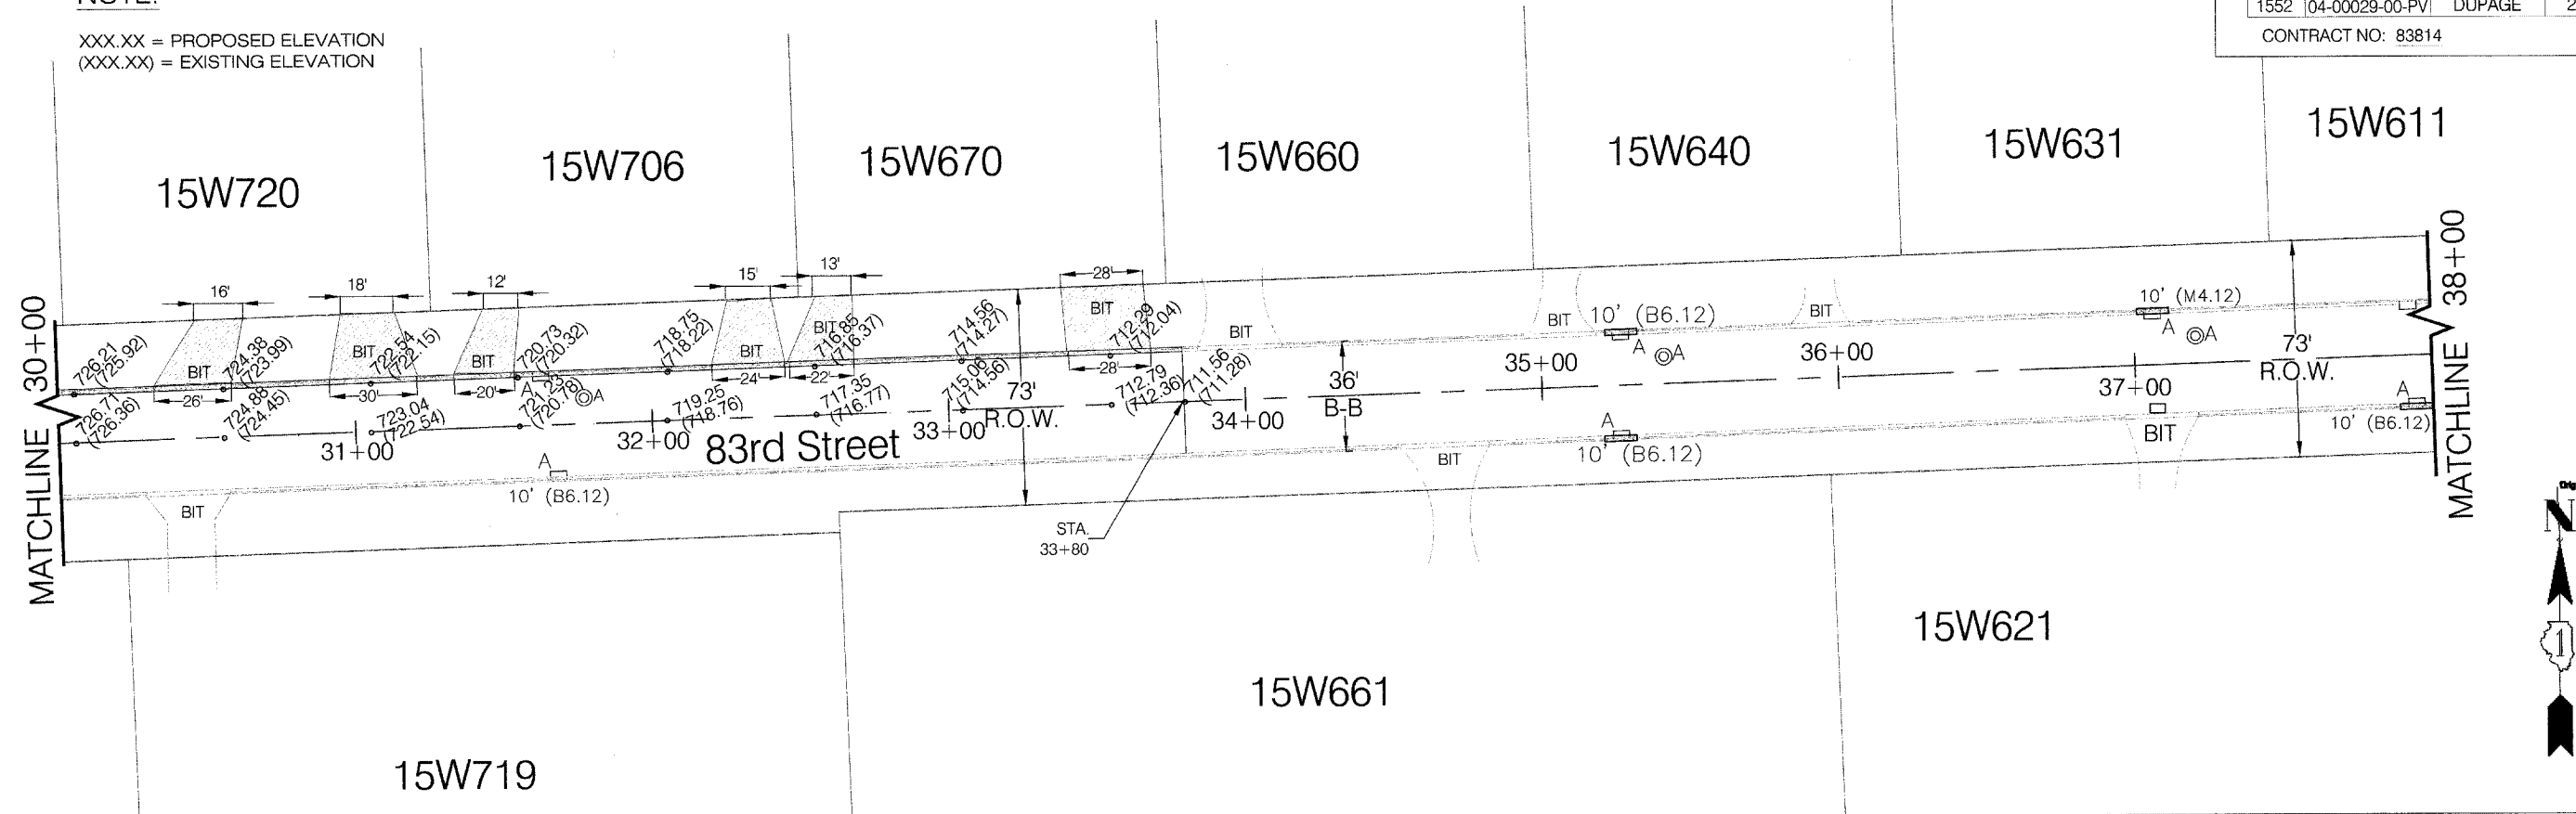 NOTE:
XXX.XX = PROPOSED ELEVATION
(XXX.XX) = EXISTING ELEVATION
1552 04-00029-00-PV DUPAGE 2
CONTRACT NO: 83814
15W720
15W706
15W670
15W660
15W640
15W631
15W611
MATCHLINE 30+00
MATCHLINE 38+00
16'
18'
12'
15'
13'
28'
BIT
BIT
BIT
BIT
BIT
BIT
BIT
BIT
BIT
26'
30'
20'
24'
22'
28'
726.21
(725.92)
724.38
(723.99)
722.54
(722.15)
720.73
(720.32)
718.75
(718.22)
716.85
(716.37)
714.56
(714.27)
712.29
(712.04)
726.71
(726.36)
724.88
(724.45)
723.04
(722.54)
721.23
(720.78)
719.25
(718.76)
717.35
(716.77)
715.06
(714.56)
712.79
(712.36)
711.56
(711.28)
A
A
10' (B6.12)
A
A
10' (M4.12)
A
A
31+00
32+00
33+00
34+00
35+00
36+00
37+00
83rd Street
73'
R.O.W.
36'
B-B
73'
R.O.W.
A
10' (B6.12)
A
10' (B6.12)
A
10' (B6.12)
BIT
BIT
BIT
STA.
33+80
15W719
15W661
15W621
N
1